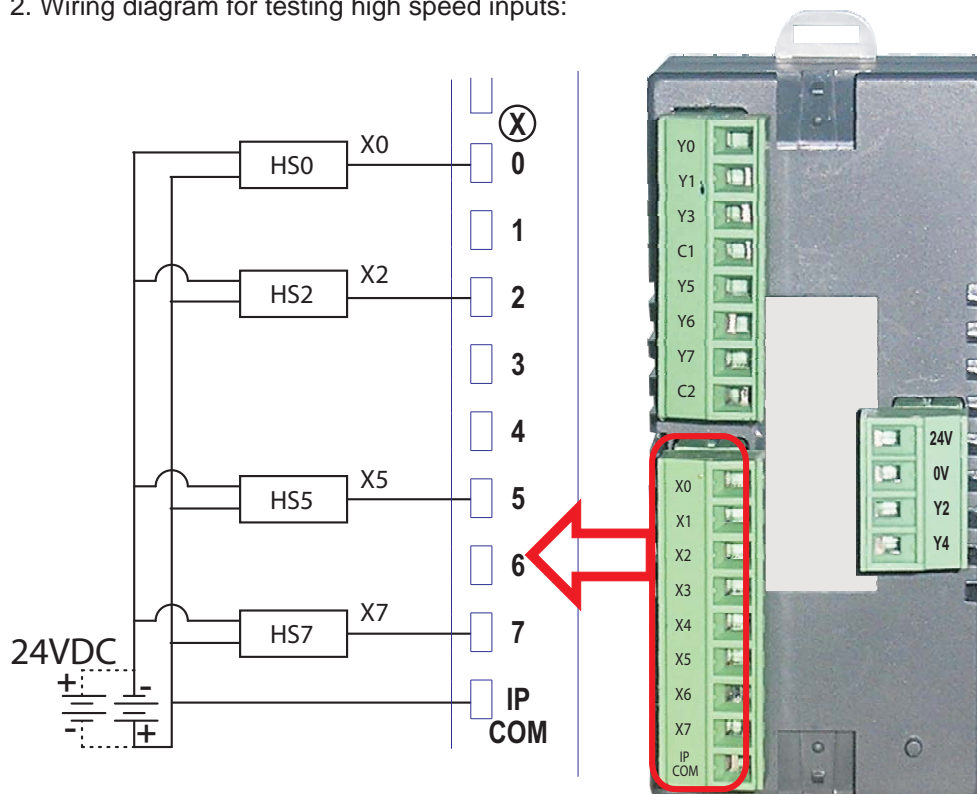 2. Wiring diagram for testing high speed inputs:
X
HS0 X0 0
1
HS2 X2 2
3
4
HS5 X5 5
6
HS7 X7 7
24VDC
+ -
- +
IP
COM
Y0
Y1
Y3
C1
Y5
Y6
Y7
C2
X0
X1
X2
X3
X4
X5
X6
X7
IP
COM
24V
0V
Y2
Y4